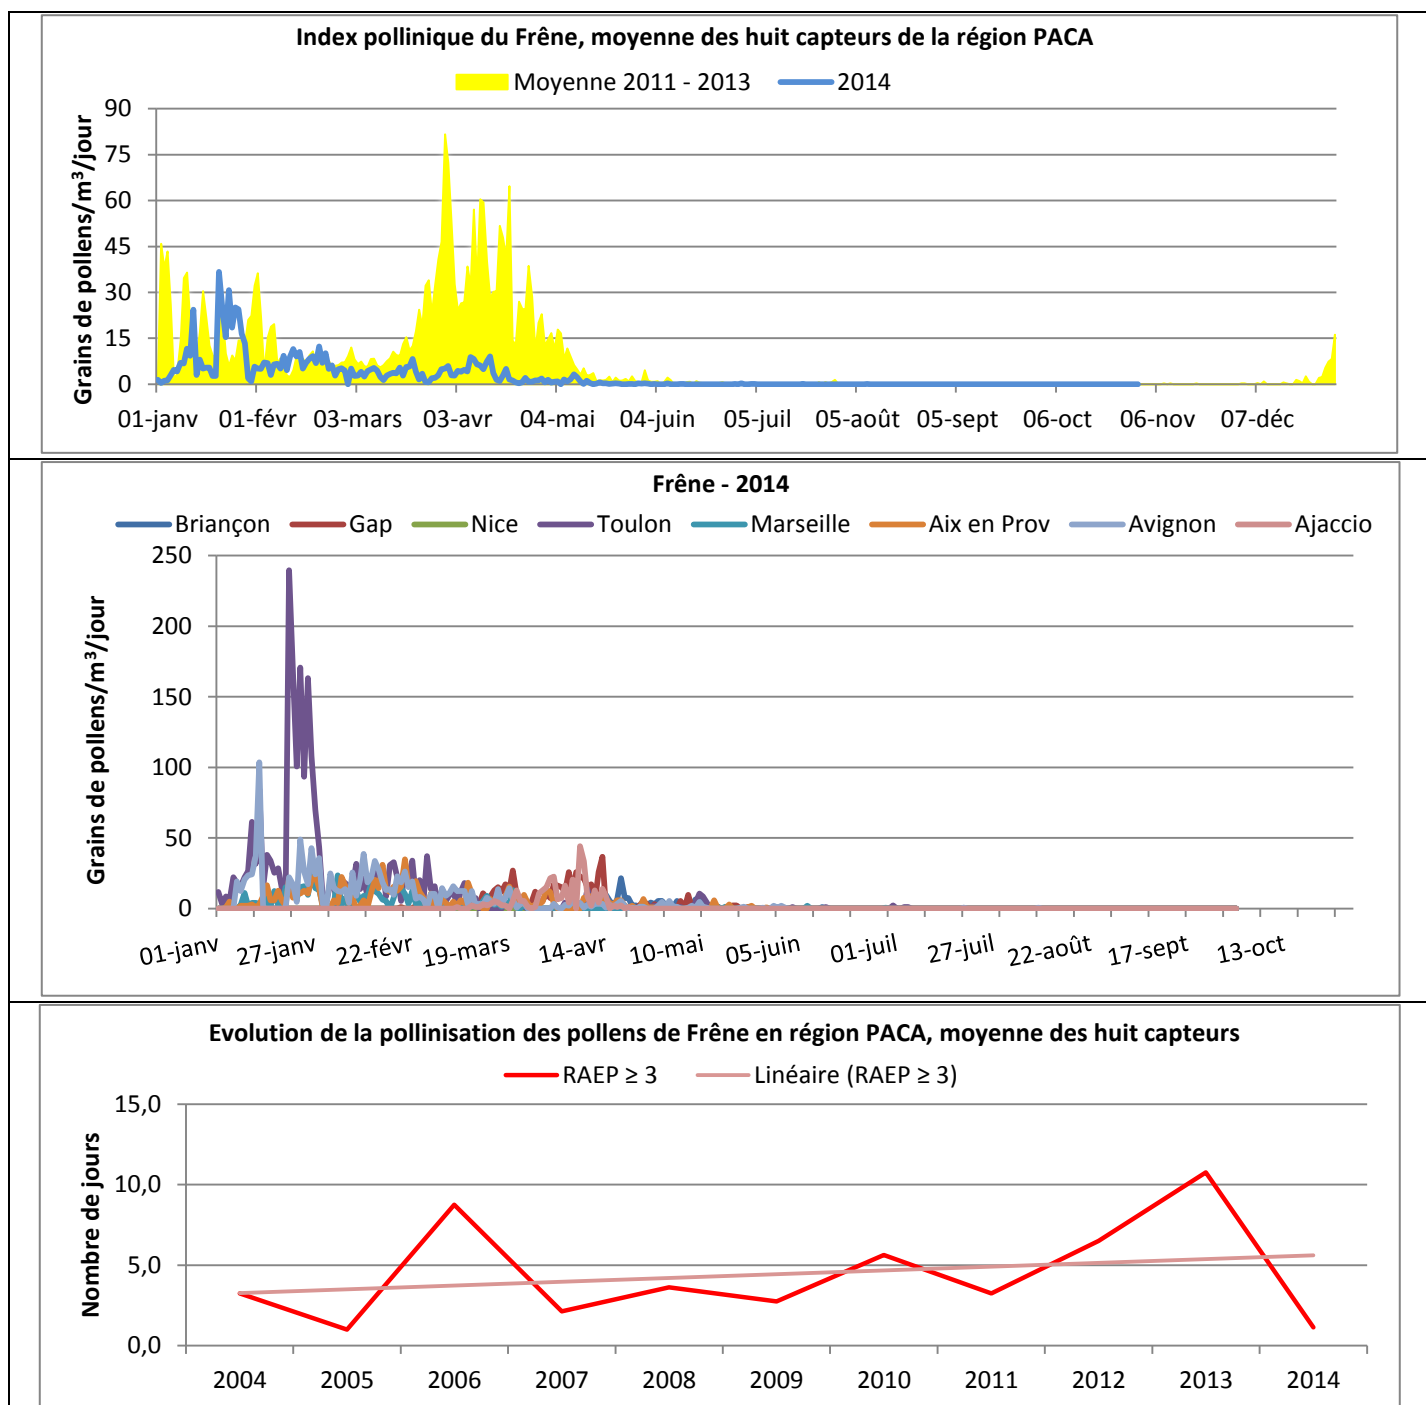 Index pollinique du Frêne, moyenne des huit capteurs de la région PACA
Moyenne 2011 - 2013 2014
Grains de pollens/m³/jour
90
75
60
45
30
15
0
01-janv 01-févr 03-mars 03-avr 04-mai 04-juin 05-juil 05-août 05-sept 06-oct 06-nov 07-déc
Frêne - 2014
Briançon Gap Nice Toulon Marseille Aix en Prov Avignon Ajaccio
Grains de pollens/m³/jour
250
200
150
100
50
0
01-janv 27-janv 22-févr 19-mars 14-avr 10-mai 05-juin 01-juil 27-juil 22-août 17-sept 13-oct
Evolution de la pollinisation des pollens de Frêne en région PACA, moyenne des huit capteurs
RAEP ≥ 3 Linéaire (RAEP ≥ 3)
Nombre de jours
15,0
10,0
5,0
0,0
2004 2005 2006 2007 2008 2009 2010 2011 2012 2013 2014